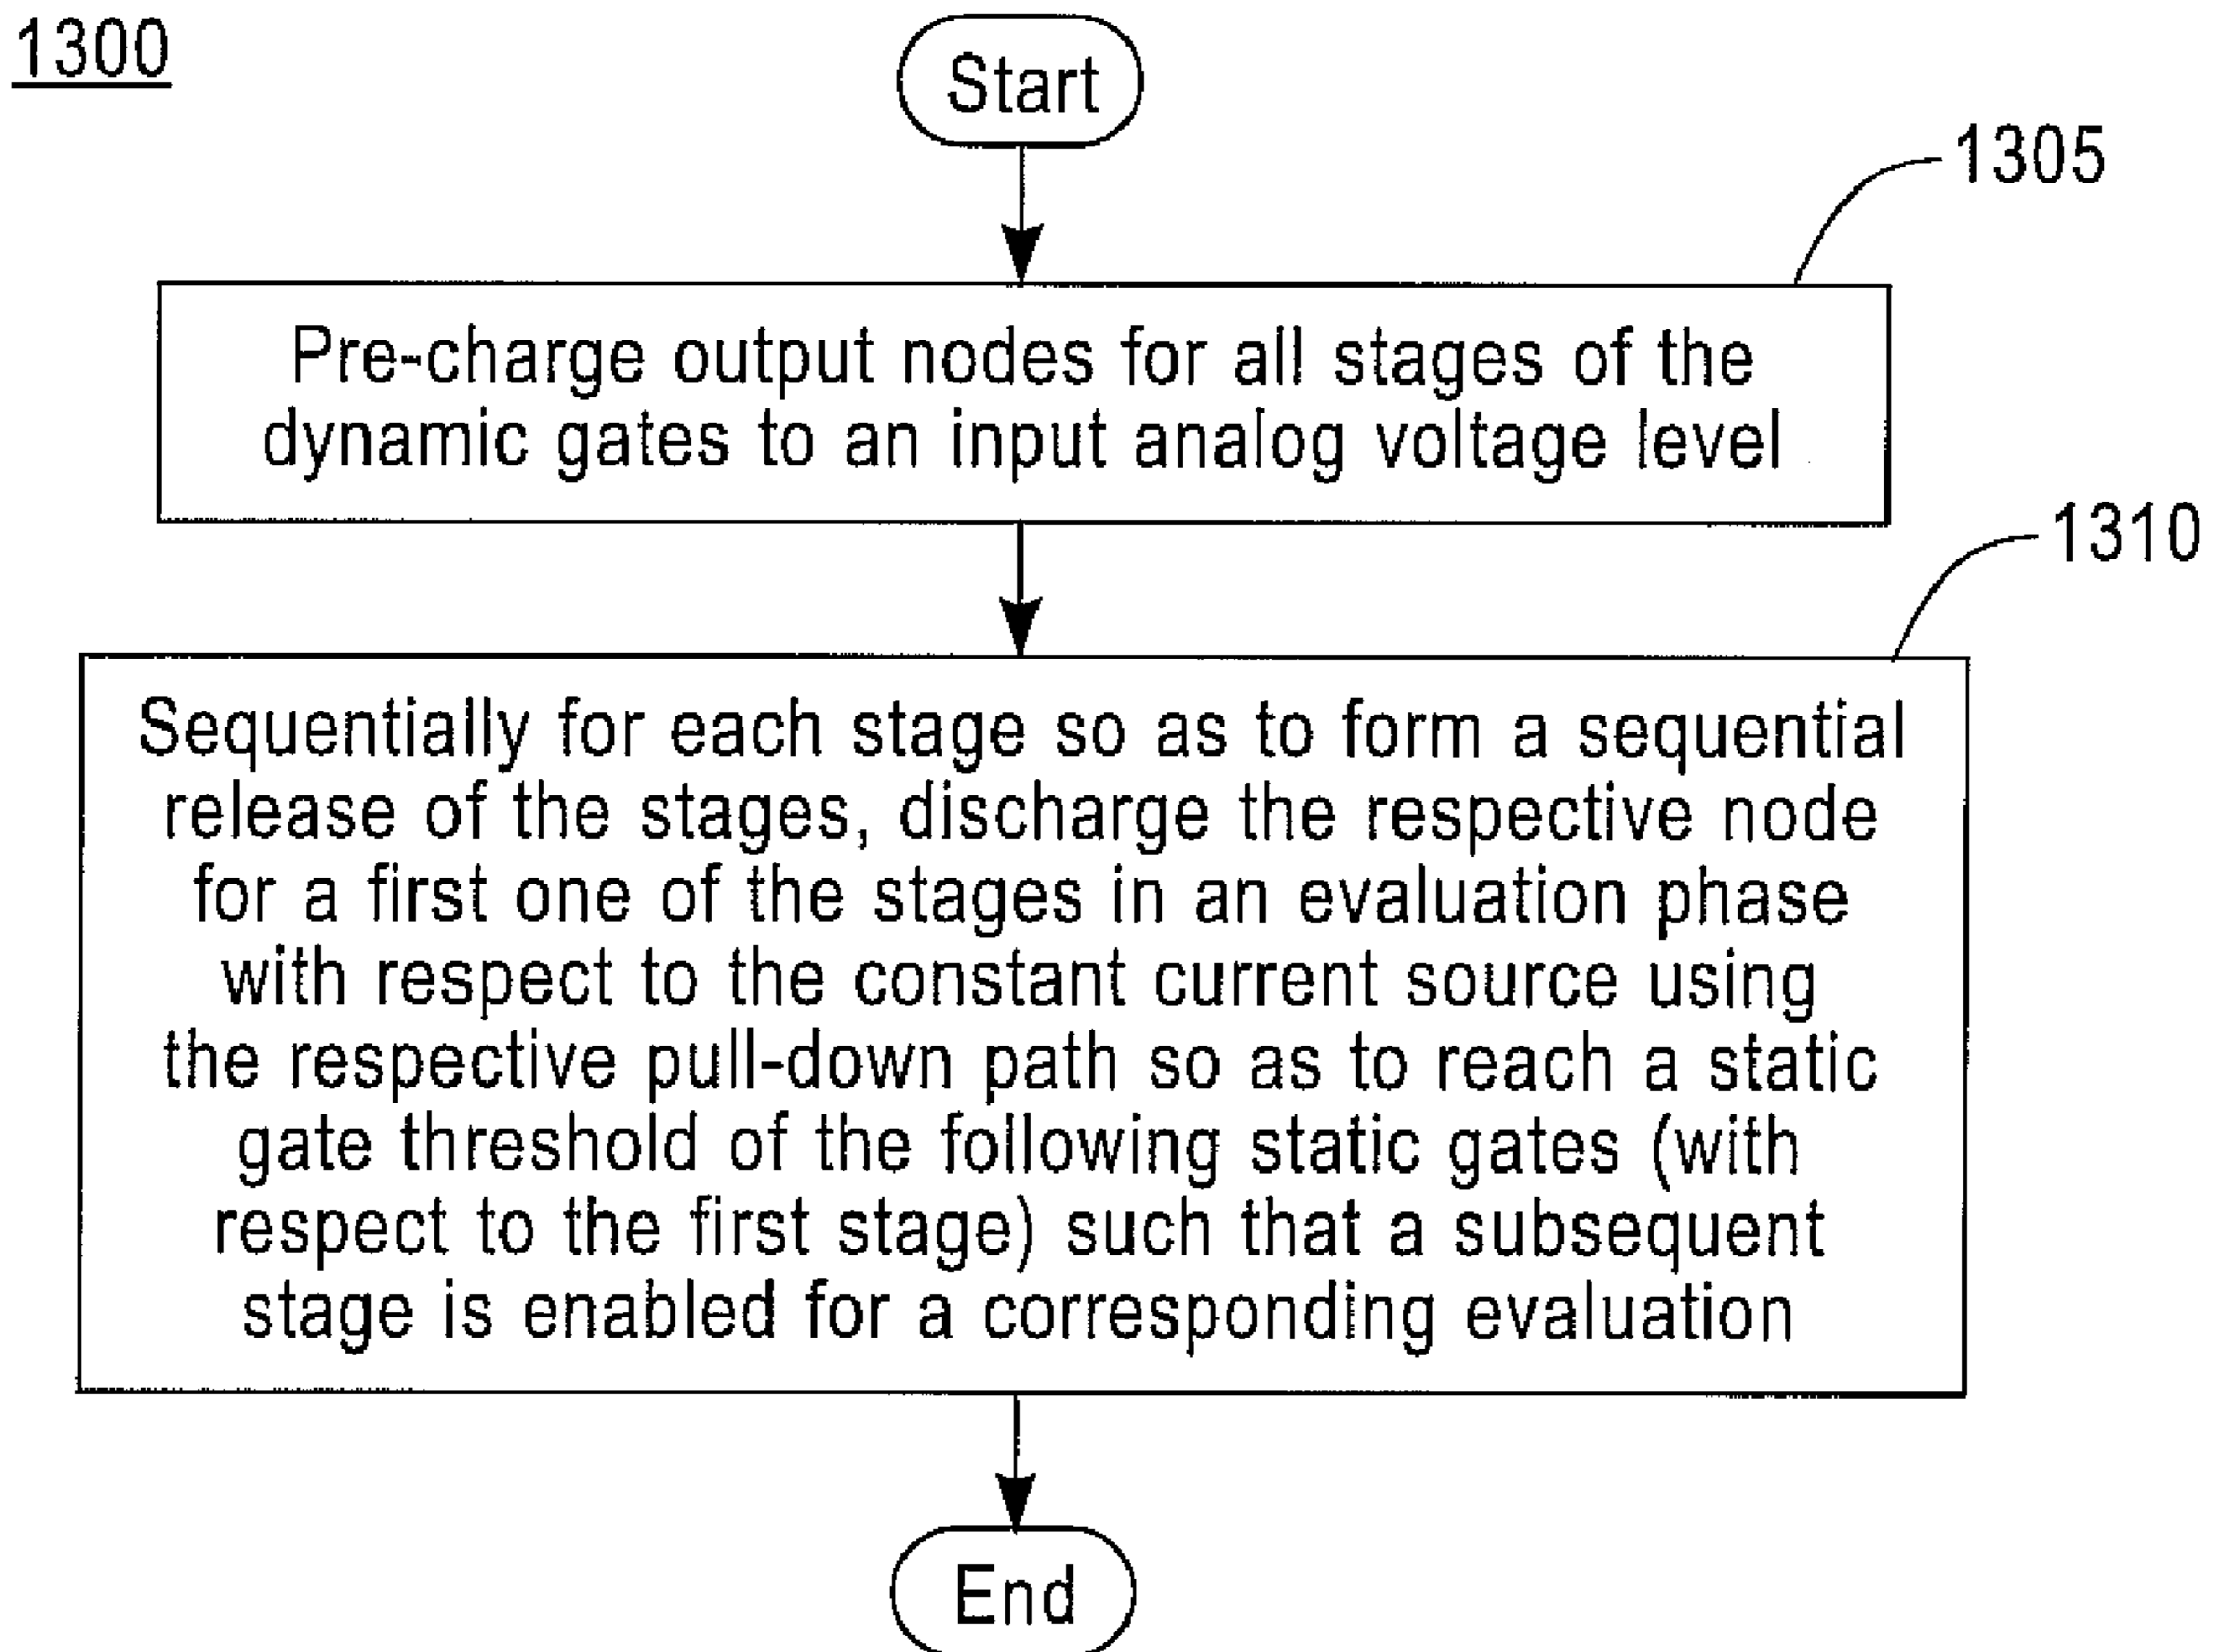 1300
Start
1305
Pre-charge output nodes for all stages of the
dynamic gates to an input analog voltage level
1310
Sequentially for each stage so as to form a sequential
release of the stages, discharge the respective node
for a first one of the stages in an evaluation phase
with respect to the constant current source using
the respective pull-down path so as to reach a static
gate threshold of the following static gates (with
respect to the first stage) such that a subsequent
stage is enabled for a corresponding evaluation
End